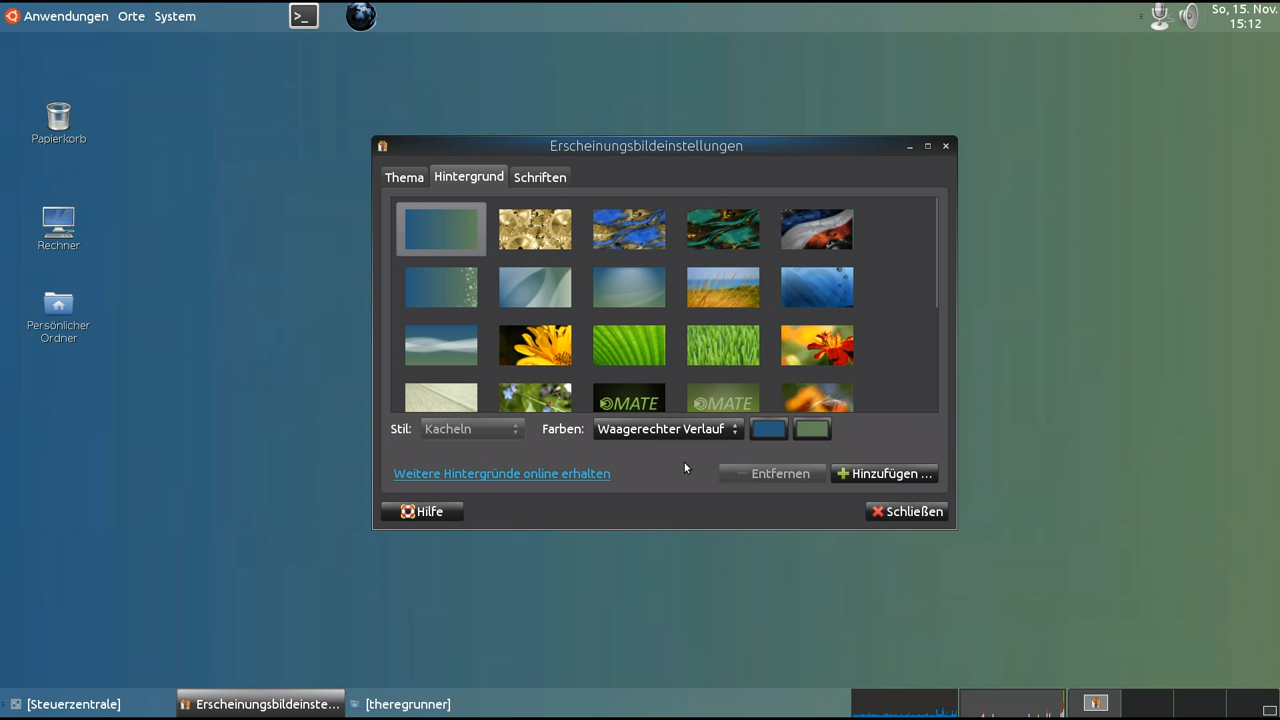 Anwendungen Orte System
So, 15. Nov.
15:12
Papierkorb
Rechner
Persönlicher
Ordner
Erscheinungsbildeinstellungen
Thema Hintergrund Schriften
MATE MATE
Stil: Kacheln Farben: Waagerechter Verlauf
Weitere Hintergründe online erhalten Entfernen Hinzufügen ...
Hilfe Schließen
[Steuerzentrale] Erscheinungsbildeinste... [theregrunner]